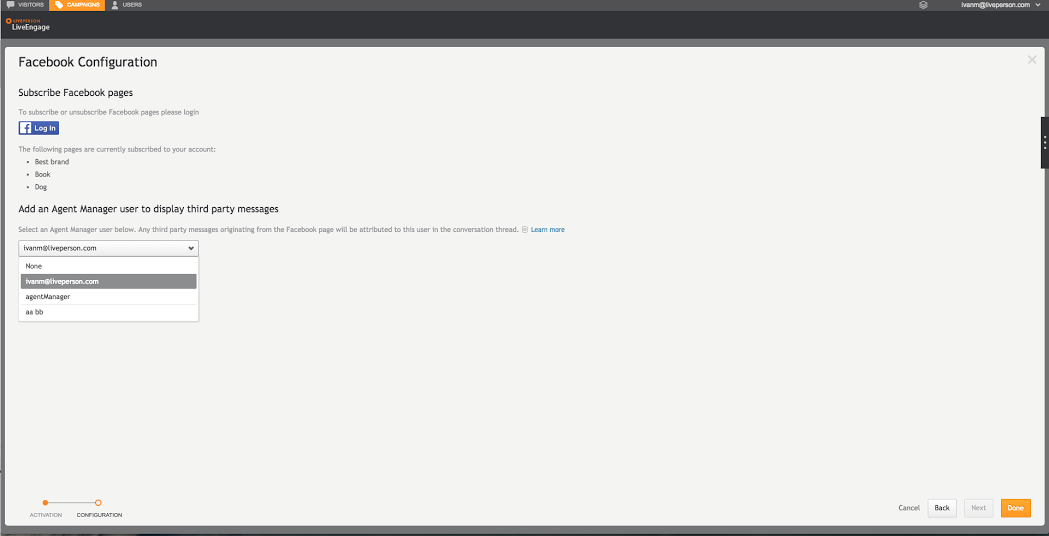 VISITORS CAMPAIGNS USERS ivanm@liveperson.com
LIVEPERSON
LiveEngage
Facebook Configuration
Subscribe Facebook pages
To subscribe or unsubscribe Facebook pages please login
f Log In
The following pages are currently subscribed to your account:
• Best brand
• Book
• Dog
Add an Agent Manager user to display third party messages
Select an Agent Manager user below. Any third party messages originating from the Facebook page will be attributed to this user in the conversation thread. Learn more
ivanm@liveperson.com
None
ivanm@liveperson.com
agentManager
aa bb
ACTIVATION CONFIGURATION
Cancel Back Next Done